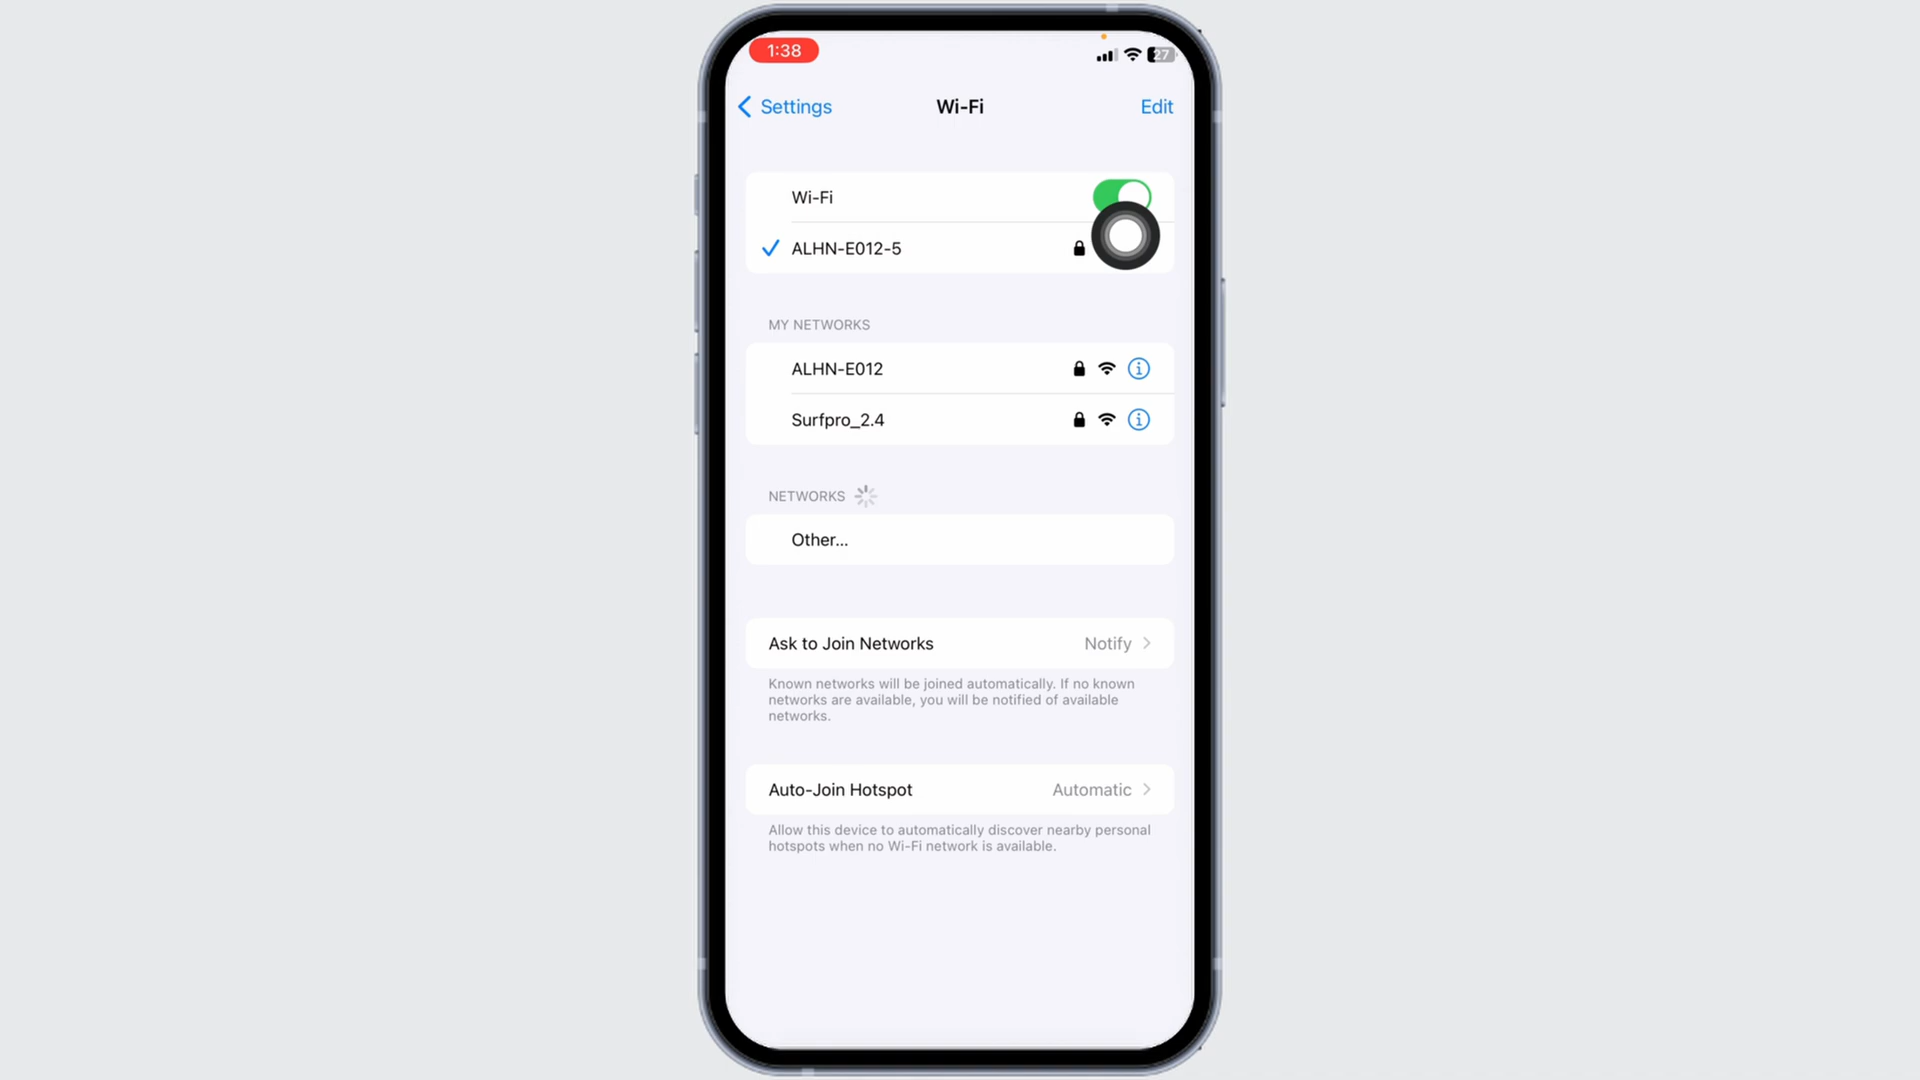 1:38
27
Settings
Wi-Fi
Edit
Wi-Fi
ALHN-E012-5
MY NETWORKS
ALHN-E012
Surfpro_2.4
NETWORKS
Other...
Ask to Join Networks Notify
Known networks will be joined automatically. If no known
networks are available, you will be notified of available
networks.
Auto-Join Hotspot Automatic
Allow this device to automatically discover nearby personal
hotspots when no Wi-Fi network is available.